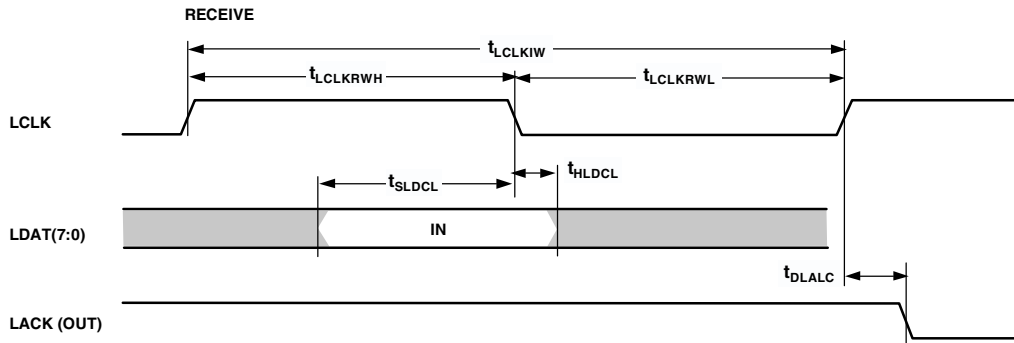 RECEIVE
tLCLKIW
tLCLKRWH
tLCLKRWL
LCLK
tHLDCL
tSLDCL
LDAT(7:0)
IN
tDLALC
LACK (OUT)